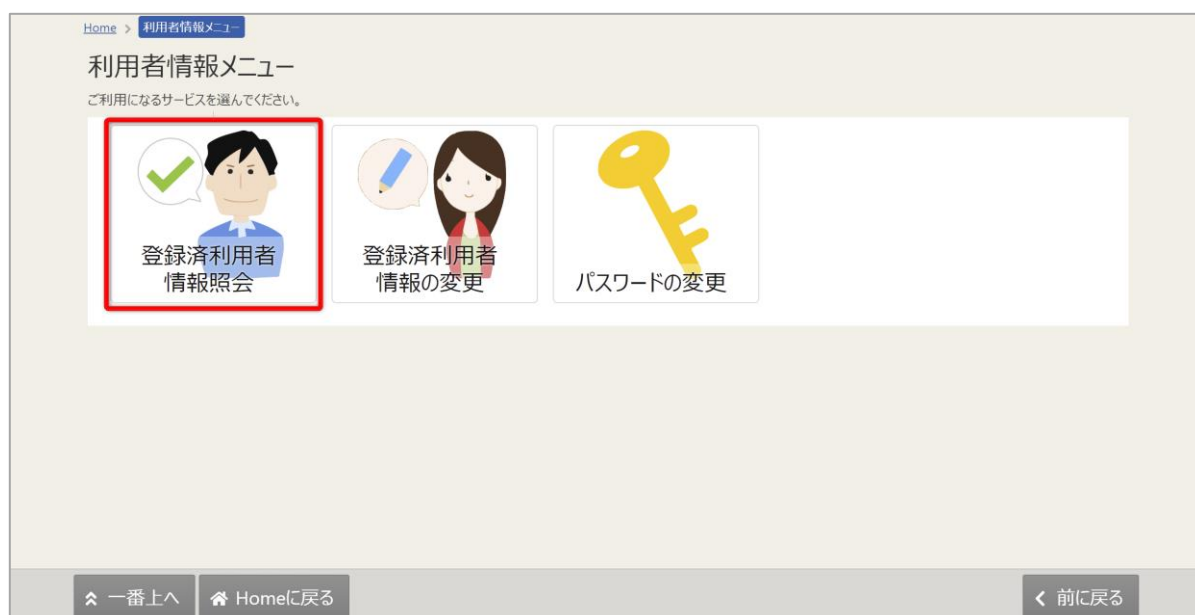 Home > 利用者情報メニュー
利用者情報メニュー
ご利用になるサービスを選んでください。
登録済利用者
情報照会
登録済利用者
情報の変更
パスワードの変更
一番上へ
Homeに戻る
前に戻る